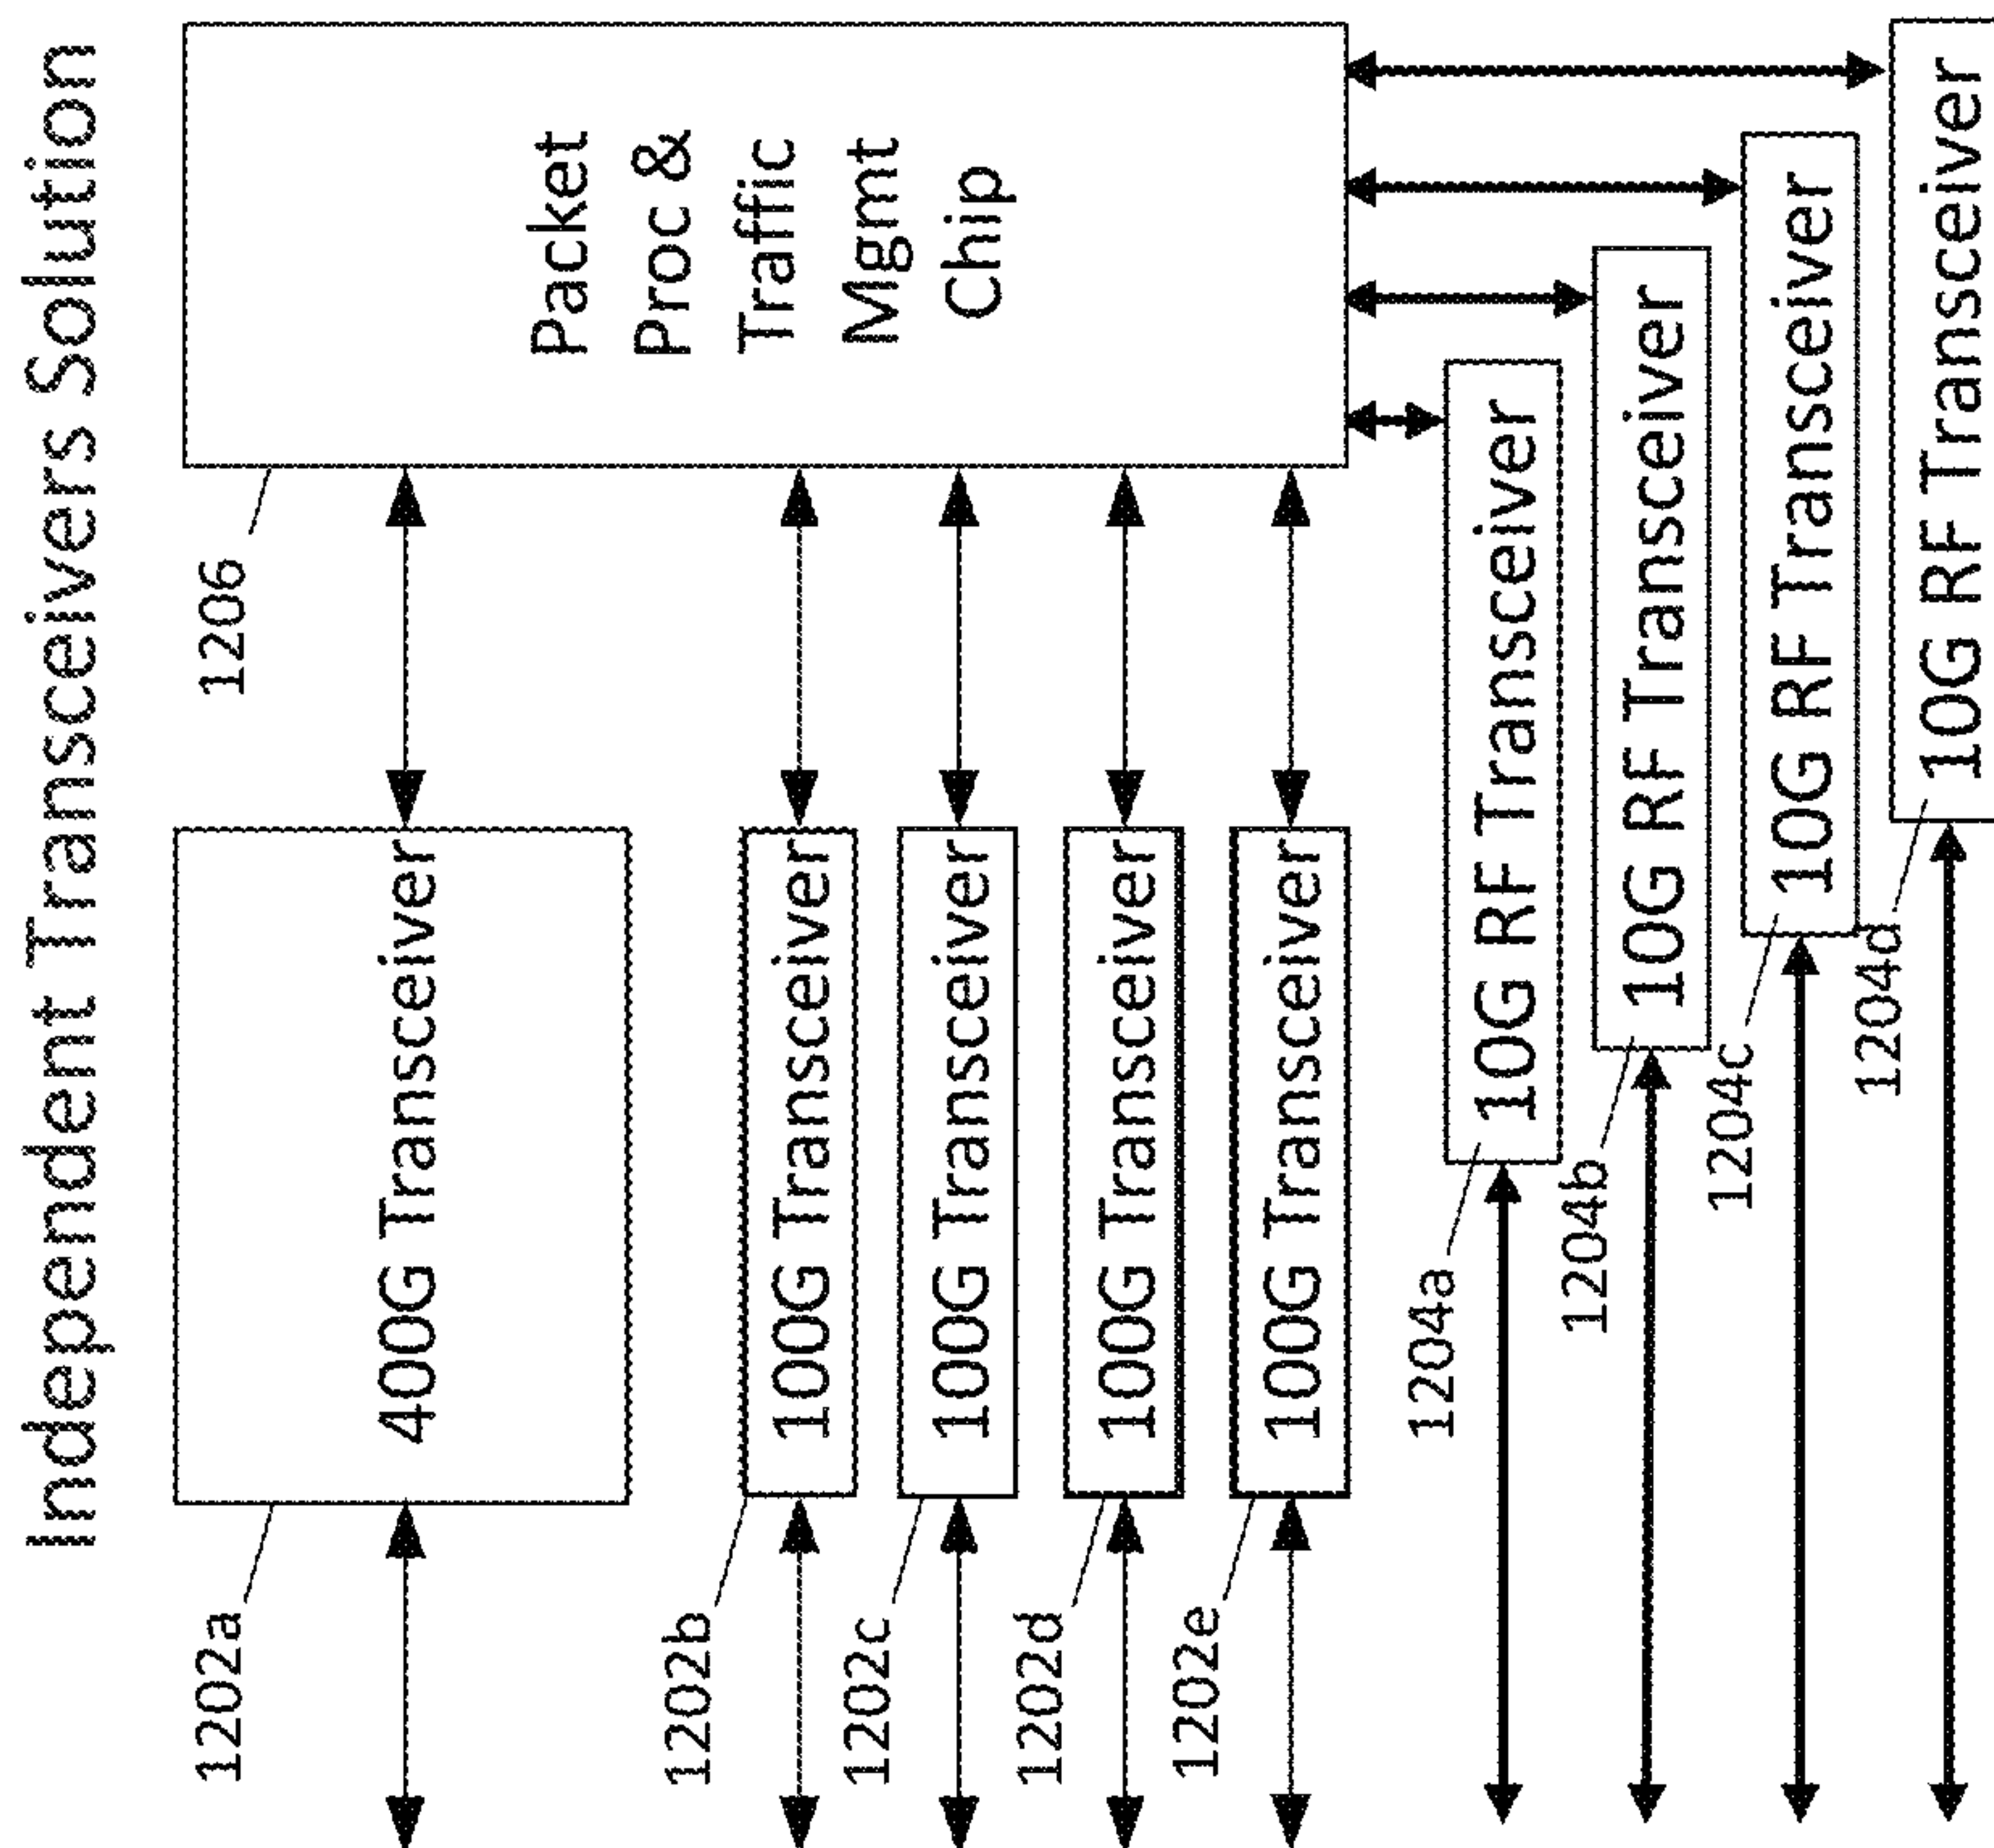 Independent Transceivers Solution
1206
Packet
Proc &
Traffic
Mgmt
Chip
1202a
400G Transceiver
1202b
100G Transceiver
1202c
100G Transceiver
1202d
100G Transceiver
1202e
100G Transceiver
1204a
10G RF Transceiver
1204b
10G RF Transceiver
1204c
10G RF Transceiver
1204d
10G RF Transceiver